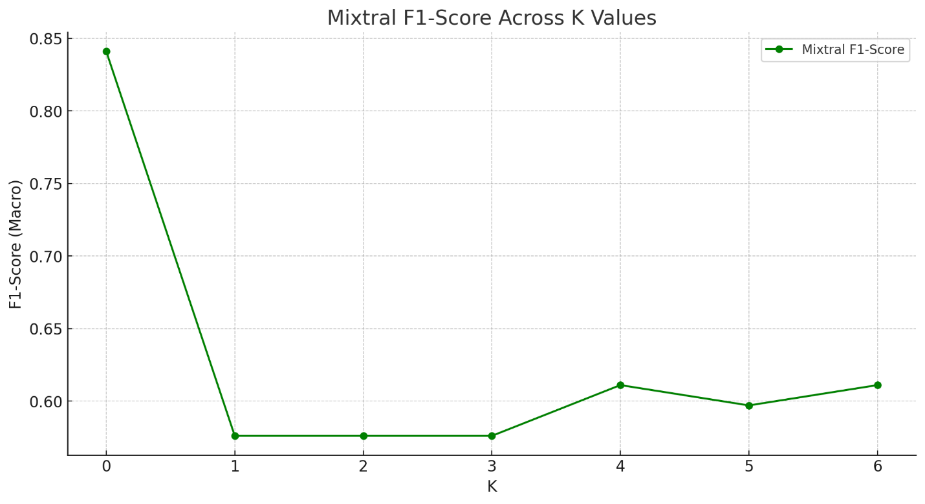 Mixtral F1-Score Across K Values
Mixtral F1-Score
F1-Score (Macro)
0.85
0.80
0.75
0.70
0.65
0.60
0 1 2 3 4 5 6
K